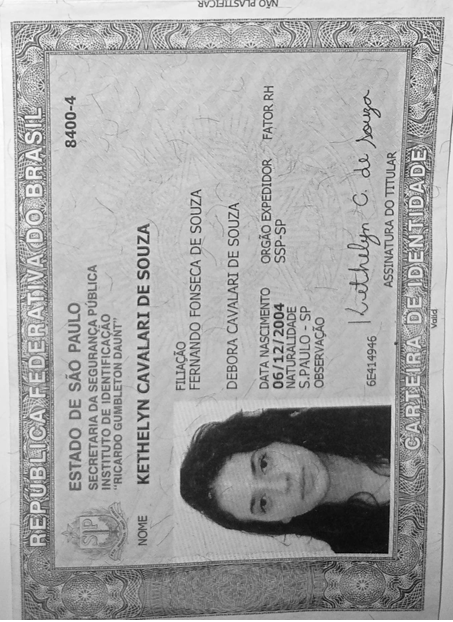 NÃO PLASTIFICAR
REPÚBLICA FEDERATIVA DO BRASIL
8400-4
ESTADO DE SÃO PAULO
SECRETARIA DA SEGURANÇA PÚBLICA
INSTITUTO DE IDENTIFICAÇÃO
"RICARDO GUMBLETON DAUNT"
NOME
KETHELYN CAVALARI DE SOUZA
FILIAÇÃO
FERNANDO FONSECA DE SOUZA
DEBORA CAVALARI DE SOUZA
DATA NASCIMENTO ORGÃO EXPEDIDOR FATOR RH
06/12/2004 SSP-SP
NATURALIDADE
S.PAULO - SP
OBSERVAÇÃO
6E414946
Kethelyn C. de Souza
ASSINATURA DO TITULAR
CARTEIRA DE IDENTIDADE
Valid